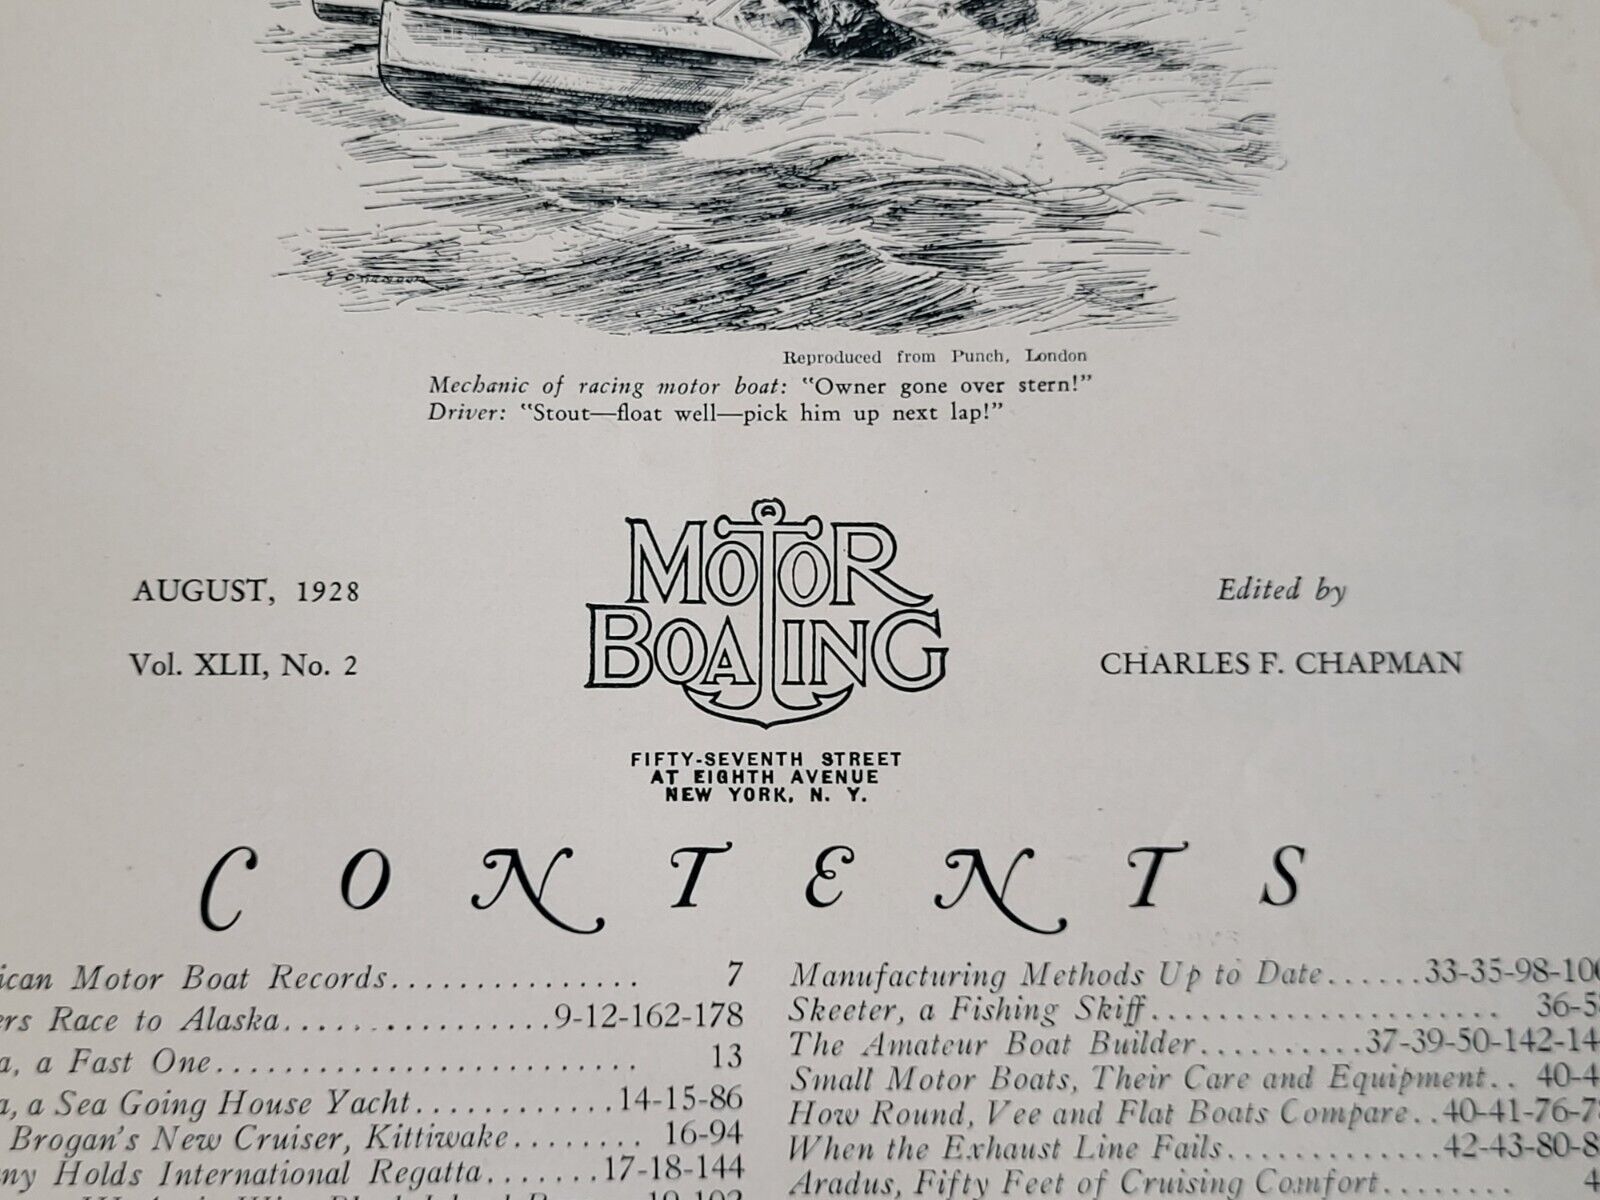 Reproduced from Punch, London
Mechanic of racing motor boat: "Owner gone over stern!"
Driver: "Stout—float well—pick him up next lap!"
AUGUST, 1928
Vol. XLII, No. 2
MOTOR
BOATING
FIFTY-SEVENTH STREET
AT EIGHTH AVENUE
NEW YORK, N. Y.
Edited by
CHARLES F. CHAPMAN
CONTENTS
Motor Boat Records................ 7
Race to Alaska..................9-12-162-178
a Fast One......................... 13
a Sea Going House Yacht............14-15-86
Brogan's New Cruiser, Kittiwake........ 16-94
Holds International Regatta.......17-18-144
Manufacturing Methods Up to Date......33-35-98-
Skeeter, a Fishing Skiff..................... 36-
The Amateur Boat Builder..........37-39-50-142-
Small Motor Boats, Their Care and Equipment.. 40-
How Round, Vee and Flat Boats Compare..40-41-76-
When the Exhaust Line Fails.............42-43-80-
Aradus, Fifty Feet of Cruising Comfort........